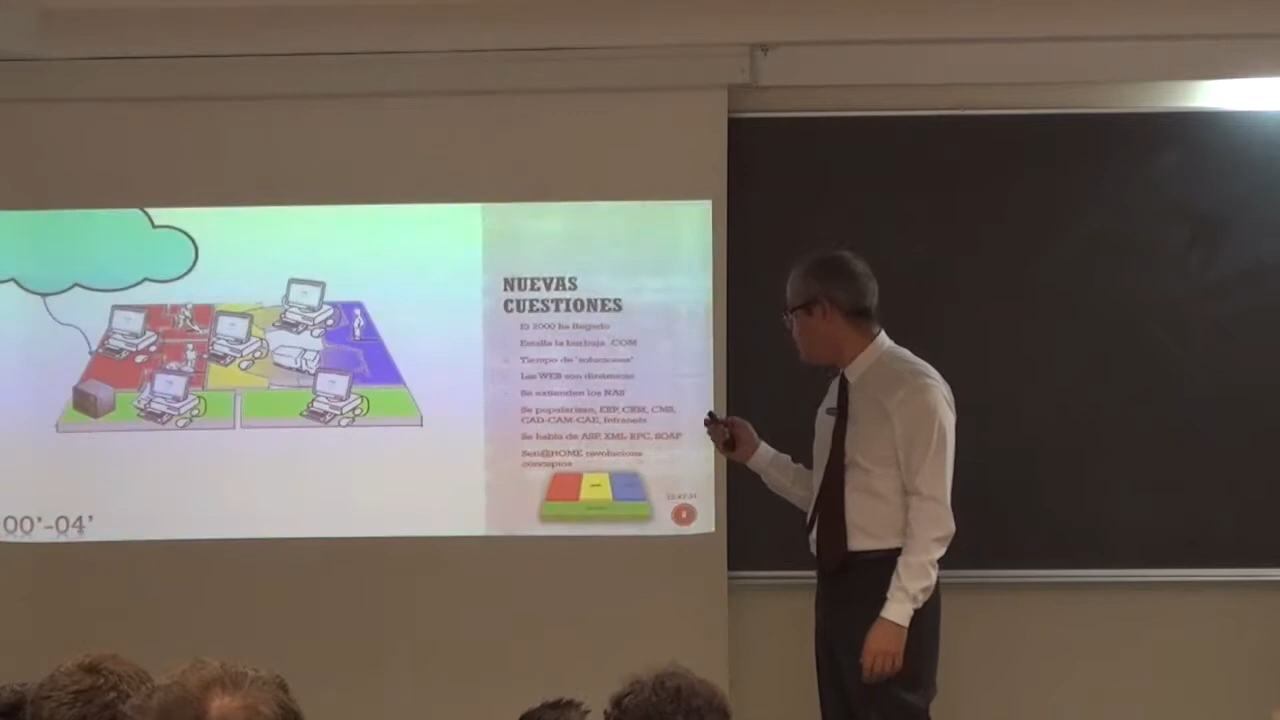 NUEVAS
CUESTIONES
El 2000 ha llegado
Estalla la burbuja .COM
Tiempo de "soluciones"
Las WEB son dinámicas
Se extienden los NAS
Se popularizan, ERP, CRM, CMS,
CAD-CAM-CAE, Intranets
Se habla de ASP, XML-RPC, SOAP
Seti@HOME revoluciona
conceptos
00'-04'